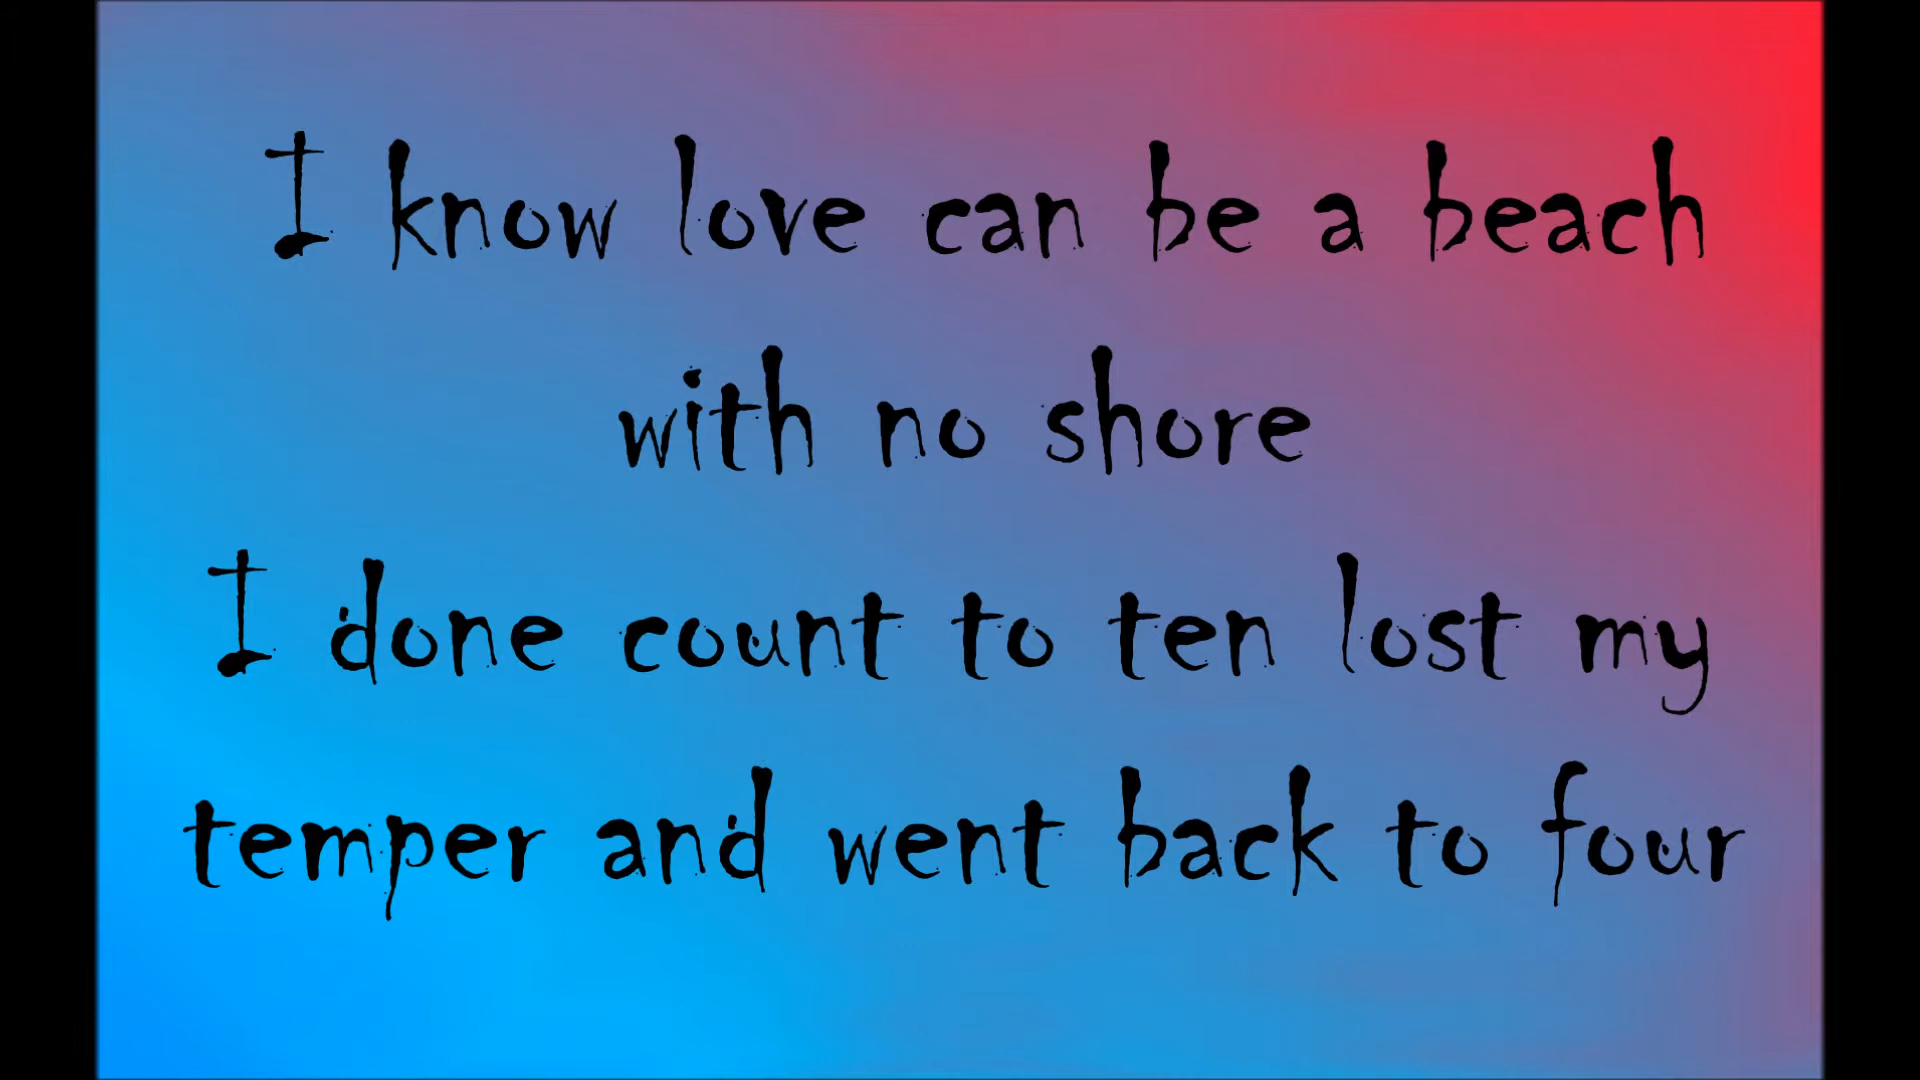 I know love can be a beach
with no shore
I done count to ten lost my
temper and went back to four